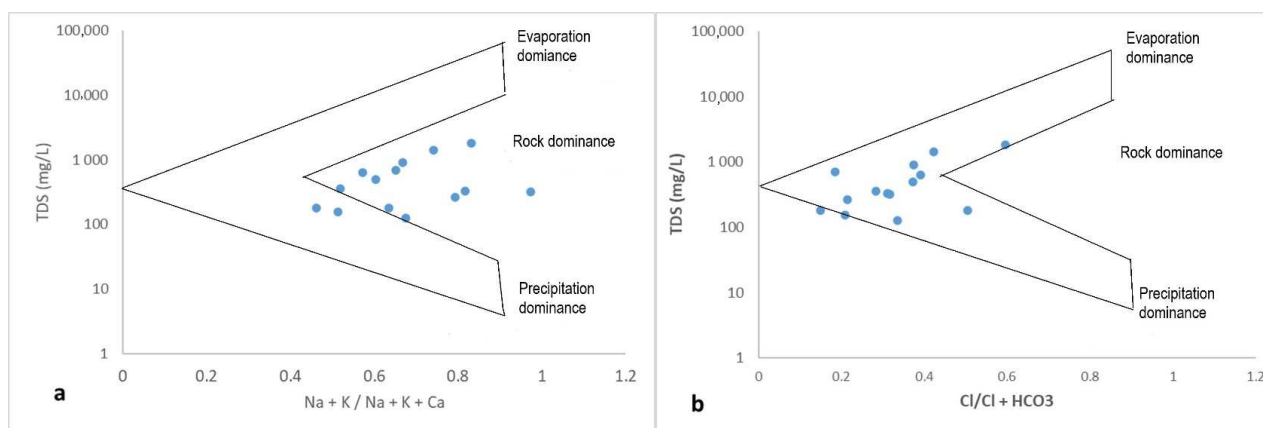 100,000
10,000
1 000
100
10
1
TDS (mg/L)
0
0.2
0.4
0.6
0.8
1
1.2
Na + K / Na + K + Ca
Evaporation
domiance
Rock dominance
Precipitation
dominance
a
100,000
10,000
1 000
100
10
1
TDS (mg/L)
0
0.2
0.4
0.6
0.8
1
1.2
Cl/Cl + HCO3
Evaporation
dominance
Rock dominance
Precipitation
dominance
b